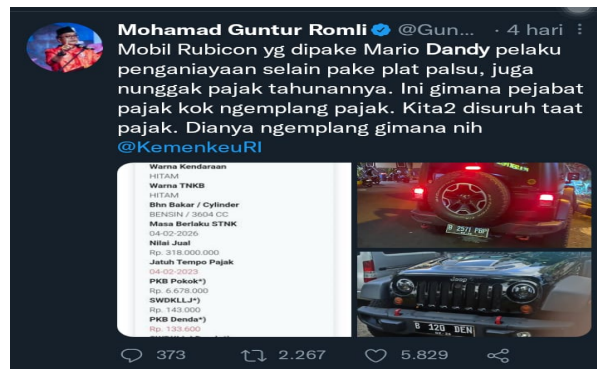 Mohamad Guntur Romli @Gun... · 4 hari
Mobil Rubicon yg dipake Mario Dandy pelaku
penganiayaan selain pake plat palsu, juga
nunggak pajak tahunannya. Ini gimana pejabat
pajak kok ngemplang pajak. Kita2 disuruh taat
pajak. Dianya ngemplang gimana nih
@KemenkeuRI
Warna Kendaraan
HITAM
Warna TNKB
HITAM
Bhn Bakar / Cylinder
BENSIN / 3604 CC
Masa Berlaku STNK
04-02-2026
Nilai Jual
Rp. 318.000.000
Jatuh Tempo Pajak
04-02-2023
PKB Pokok*)
Rp. 6.678.000
SWDKLLJ*)
Rp. 143.000
PKB Denda*)
Rp. 133.600
B 2571 PBP
Jeep
B 120 DEN
373 2.267 5.829